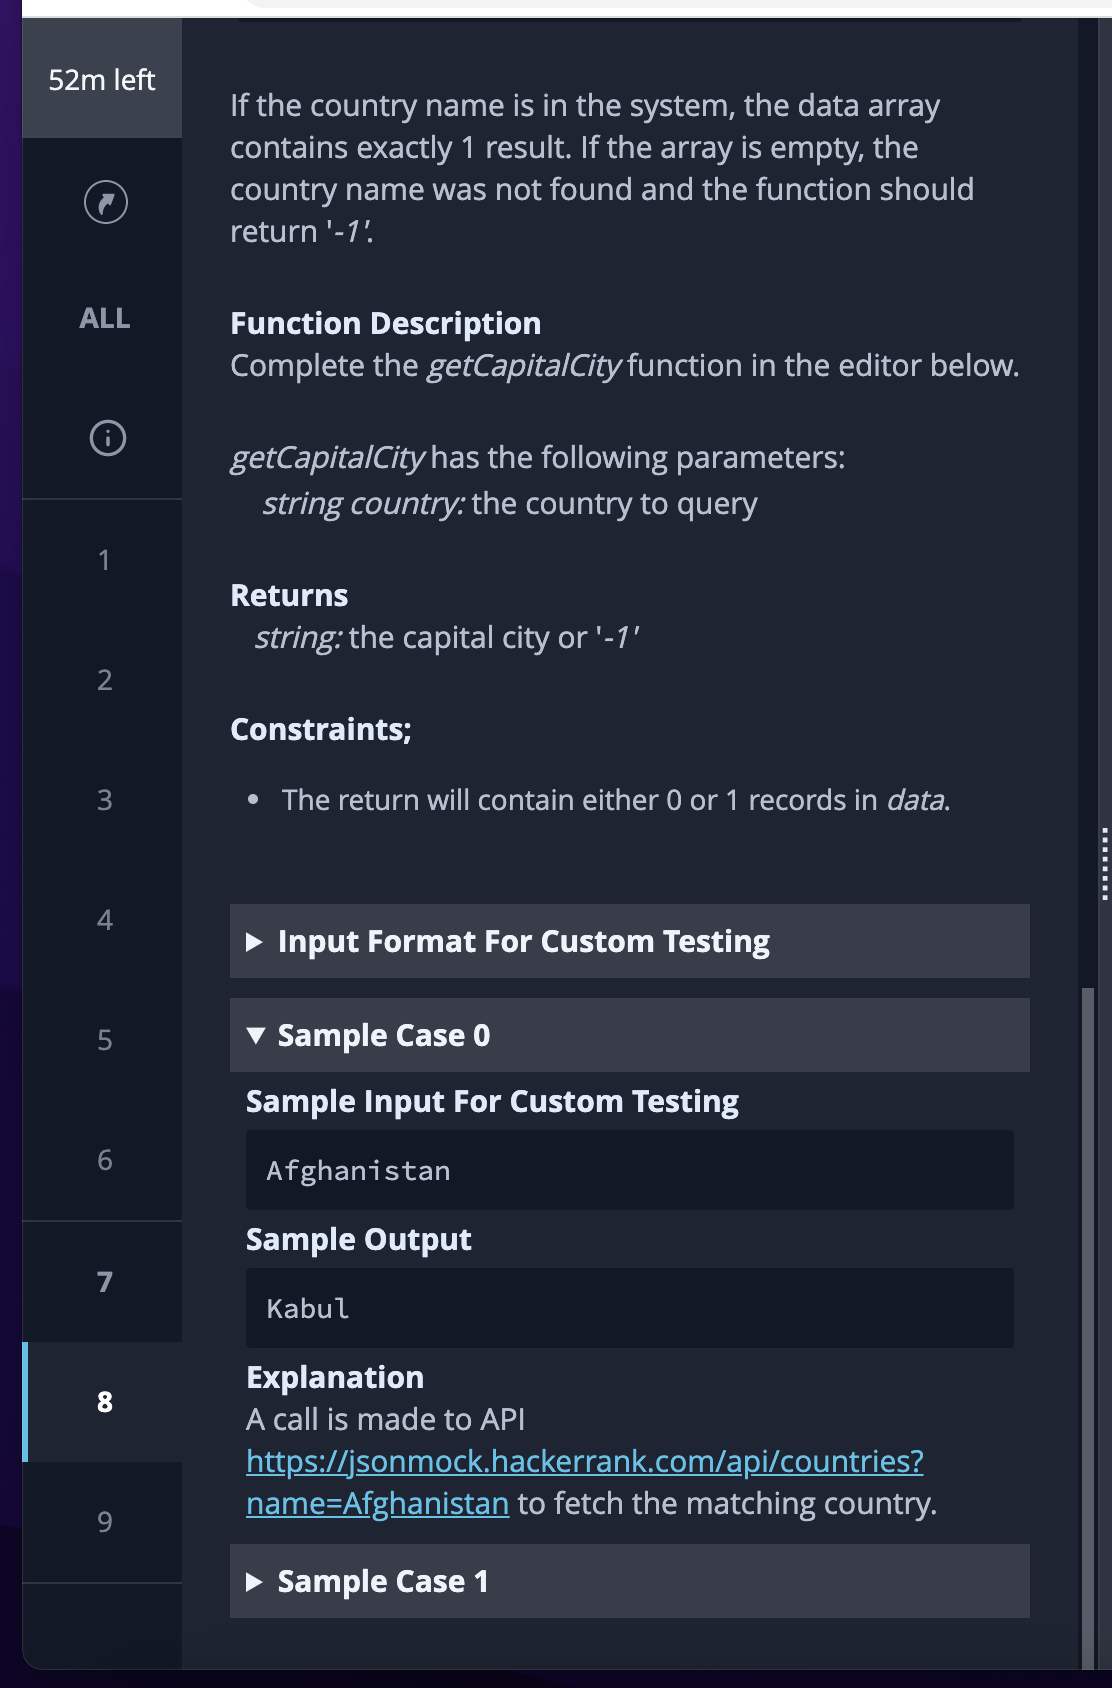 52m left
ALL
1
2
3
4
5
6
7
8
9
If the country name is in the system, the data array
contains exactly 1 result. If the array is empty, the
country name was not found and the function should
return '-1'.
Function Description
Complete the getCapitalCity function in the editor below.
getCapitalCity has the following parameters:
string country: the country to query
Returns
string: the capital city or '-1'
Constraints;
• The return will contain either 0 or 1 records in data.
Input Format For Custom Testing
Sample Case 0
Sample Input For Custom Testing
Afghanistan
Sample Output
Kabul
Explanation
A call is made to API
https://jsonmock.hackerrank.com/api/countries?
name=Afghanistan to fetch the matching country.
Sample Case 1